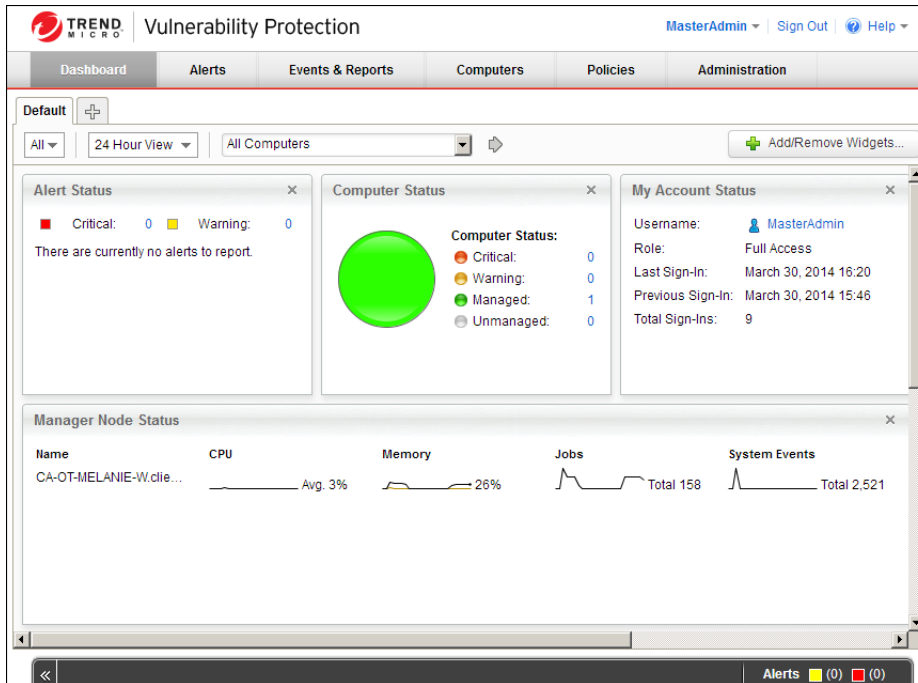 TREND MICRO Vulnerability Protection MasterAdmin Sign Out Help
Dashboard Alerts Events & Reports Computers Policies Administration
Default
All 24 Hour View All Computers Add/Remove Widgets...
Alert Status
Critical: 0 Warning: 0
There are currently no alerts to report.
Computer Status
Computer Status:
Critical: 0
Warning: 0
Managed: 1
Unmanaged: 0
My Account Status
Username: MasterAdmin
Role: Full Access
Last Sign-In: March 30, 2014 16:20
Previous Sign-In: March 30, 2014 15:46
Total Sign-Ins: 9
Manager Node Status
Name CPU Memory Jobs System Events
CA-OT-MELANIE-W.clie... Avg. 3% 26% Total 158 Total 2,521
Alerts (0) (0)